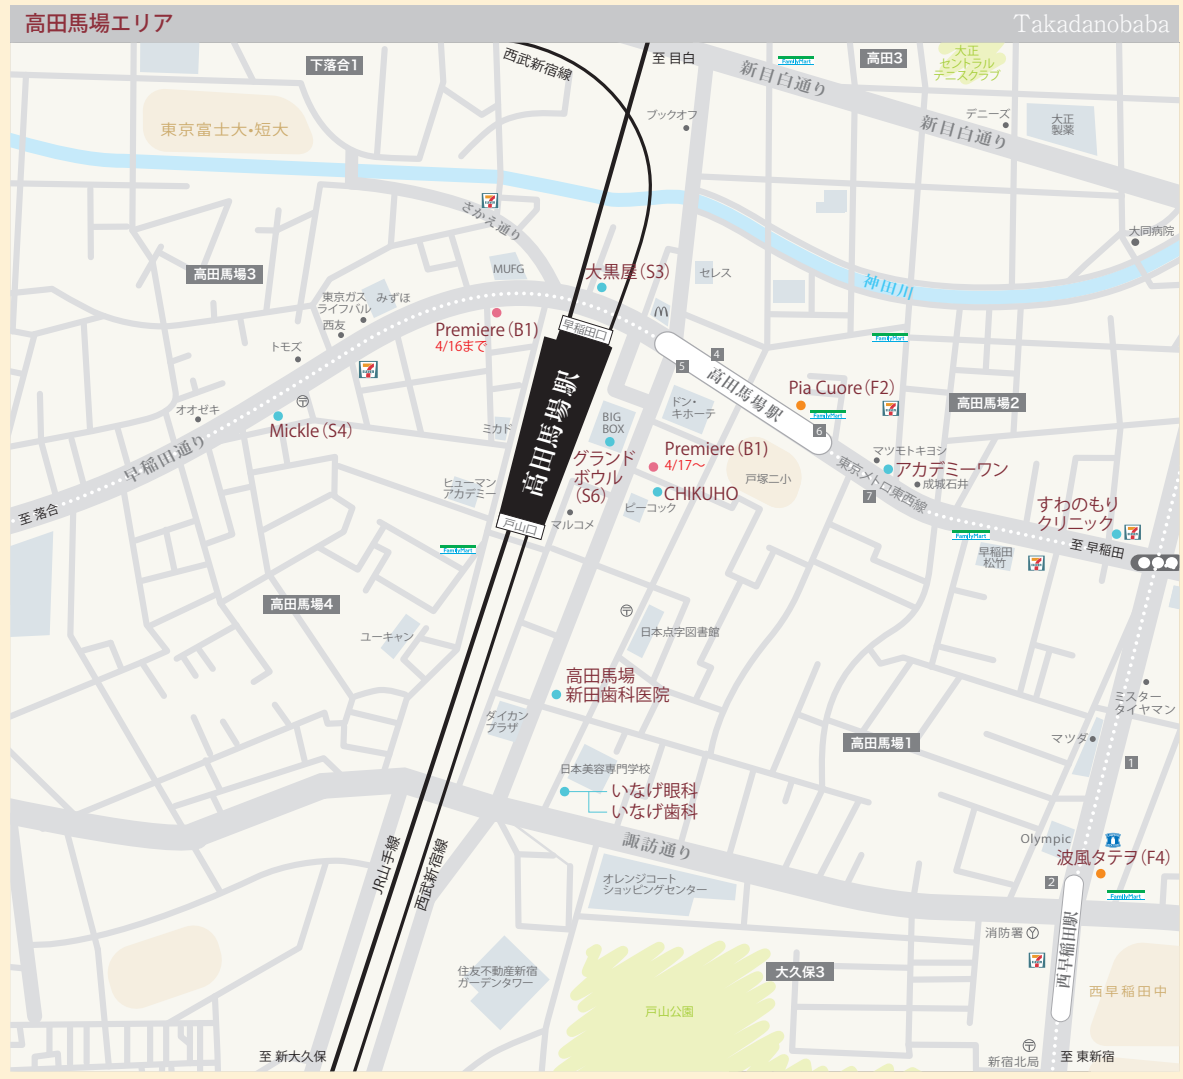 高田馬場エリア
Takadanobaba
下落合1
西武新宿線
至 目白
FamilyMart
高田3
大正
セントラル
テニスクラブ
新目白通り
ブックオフ
デニーズ
大正
製薬
東京富士大・短大
新目白通り
さかえ通り
大同病院
高田馬場3
MUFG
大黒屋（S3）
セレス
神田川
東京ガス
ライフバル
みずほ
西友
Premiere（B1）
4/16まで
早稲田口
トモズ
FamilyMart
5
4
高田馬場駅
Pia Cuore（F2）
高田馬場2
オオゼキ
Mickle（S4）
ミカド
BIG
BOX
ドン・
キホーテ
FamilyMart
6
早稲田通り
高田馬場駅
グランド
ボウル
（S6）
Premiere（B1）
4/17～
戸塚二小
マツモトキヨシ
アカデミーワン
成城石井
東京メトロ東西線
7
ヒューマン
アカデミー
CHIKUHO
ピーコック
至 落合
戸山口
マルコメ
すわのもり
クリニック
FamilyMart
FamilyMart
早稲田
松竹
至 早稲田
高田馬場4
ユーキャン
日本点字図書館
高田馬場
新田歯科医院
ダイカン
プラザ
ミスター
タイヤマン
マツダ
高田馬場1
1
日本美容専門学校
いなげ眼科
いなげ歯科
諏訪通り
Olympic
波風タテヲ（F4）
JR山手線
西武新宿線
オレンジコート
ショッピングセンター
2
FamilyMart
西早稲田駅
消防署
住友不動産新宿
ガーデンタワー
大久保3
戸山公園
西早稲田中
至 新大久保
新宿北局
至 東新宿